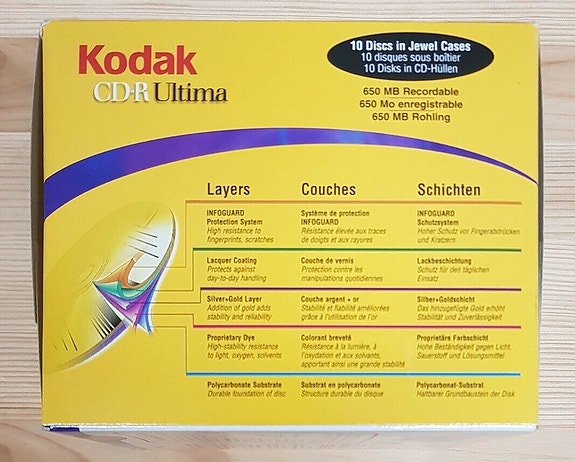 Kodak
CD-R Ultima
10 Discs in Jewel Cases
10 disques sous boîtier
10 Disks in CD-Hüllen
650 MB Recordable
650 Mo enregistrable
650 MB Rohling
Layers
INFOGUARD
Protection System
High resistance to
fingerprints, scratches
Lacquer Coating
Protects against
day-to-day handling
Silver+Gold Layer
Addition of gold adds
stability and reliability
Proprietary Dye
High-stability resistance
to light, oxygen, solvents
Polycarbonate Substrate
Durable foundation of disc
Couches
Système de protection
INFOGUARD
Résistance élevée aux traces
de doigts et aux rayures
Couche de vernis
Protection contre les
manipulations quotidiennes
Couche argent + or
Stabilité et fiabilité améliorées
grâce à l'utilisation de l'or
Colorant breveté
Résistance à la lumière, à
l'oxydation et aux solvants,
apportant ainsi une grande stabilité
Substrat en polycarbonate
Structure durable du disque
Schichten
INFOGUARD
Schutzsystem
Hoher Schutz vor Fingerabdrücken
und Kratzern
Lackbeschichtung
Schutz für den täglichen
Einsatz
Silber+Goldschicht
Das hinzugefügte Gold erhöht
Stabilität und Zuverlässigkeit
Proprietäre Farbschicht
Hohe Beständigkeit gegen Licht,
Sauerstoff und Lösungsmittel
Polycarbonat-Substrat
Haltbarer Grundbaustein der Disk